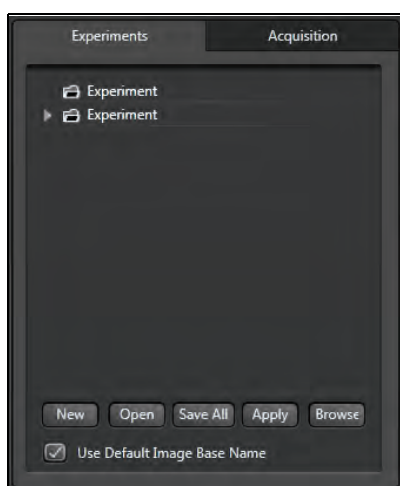 Experiments Acquisition
Experiment
Experiment
New Open Save All Apply Browse
Use Default Image Base Name